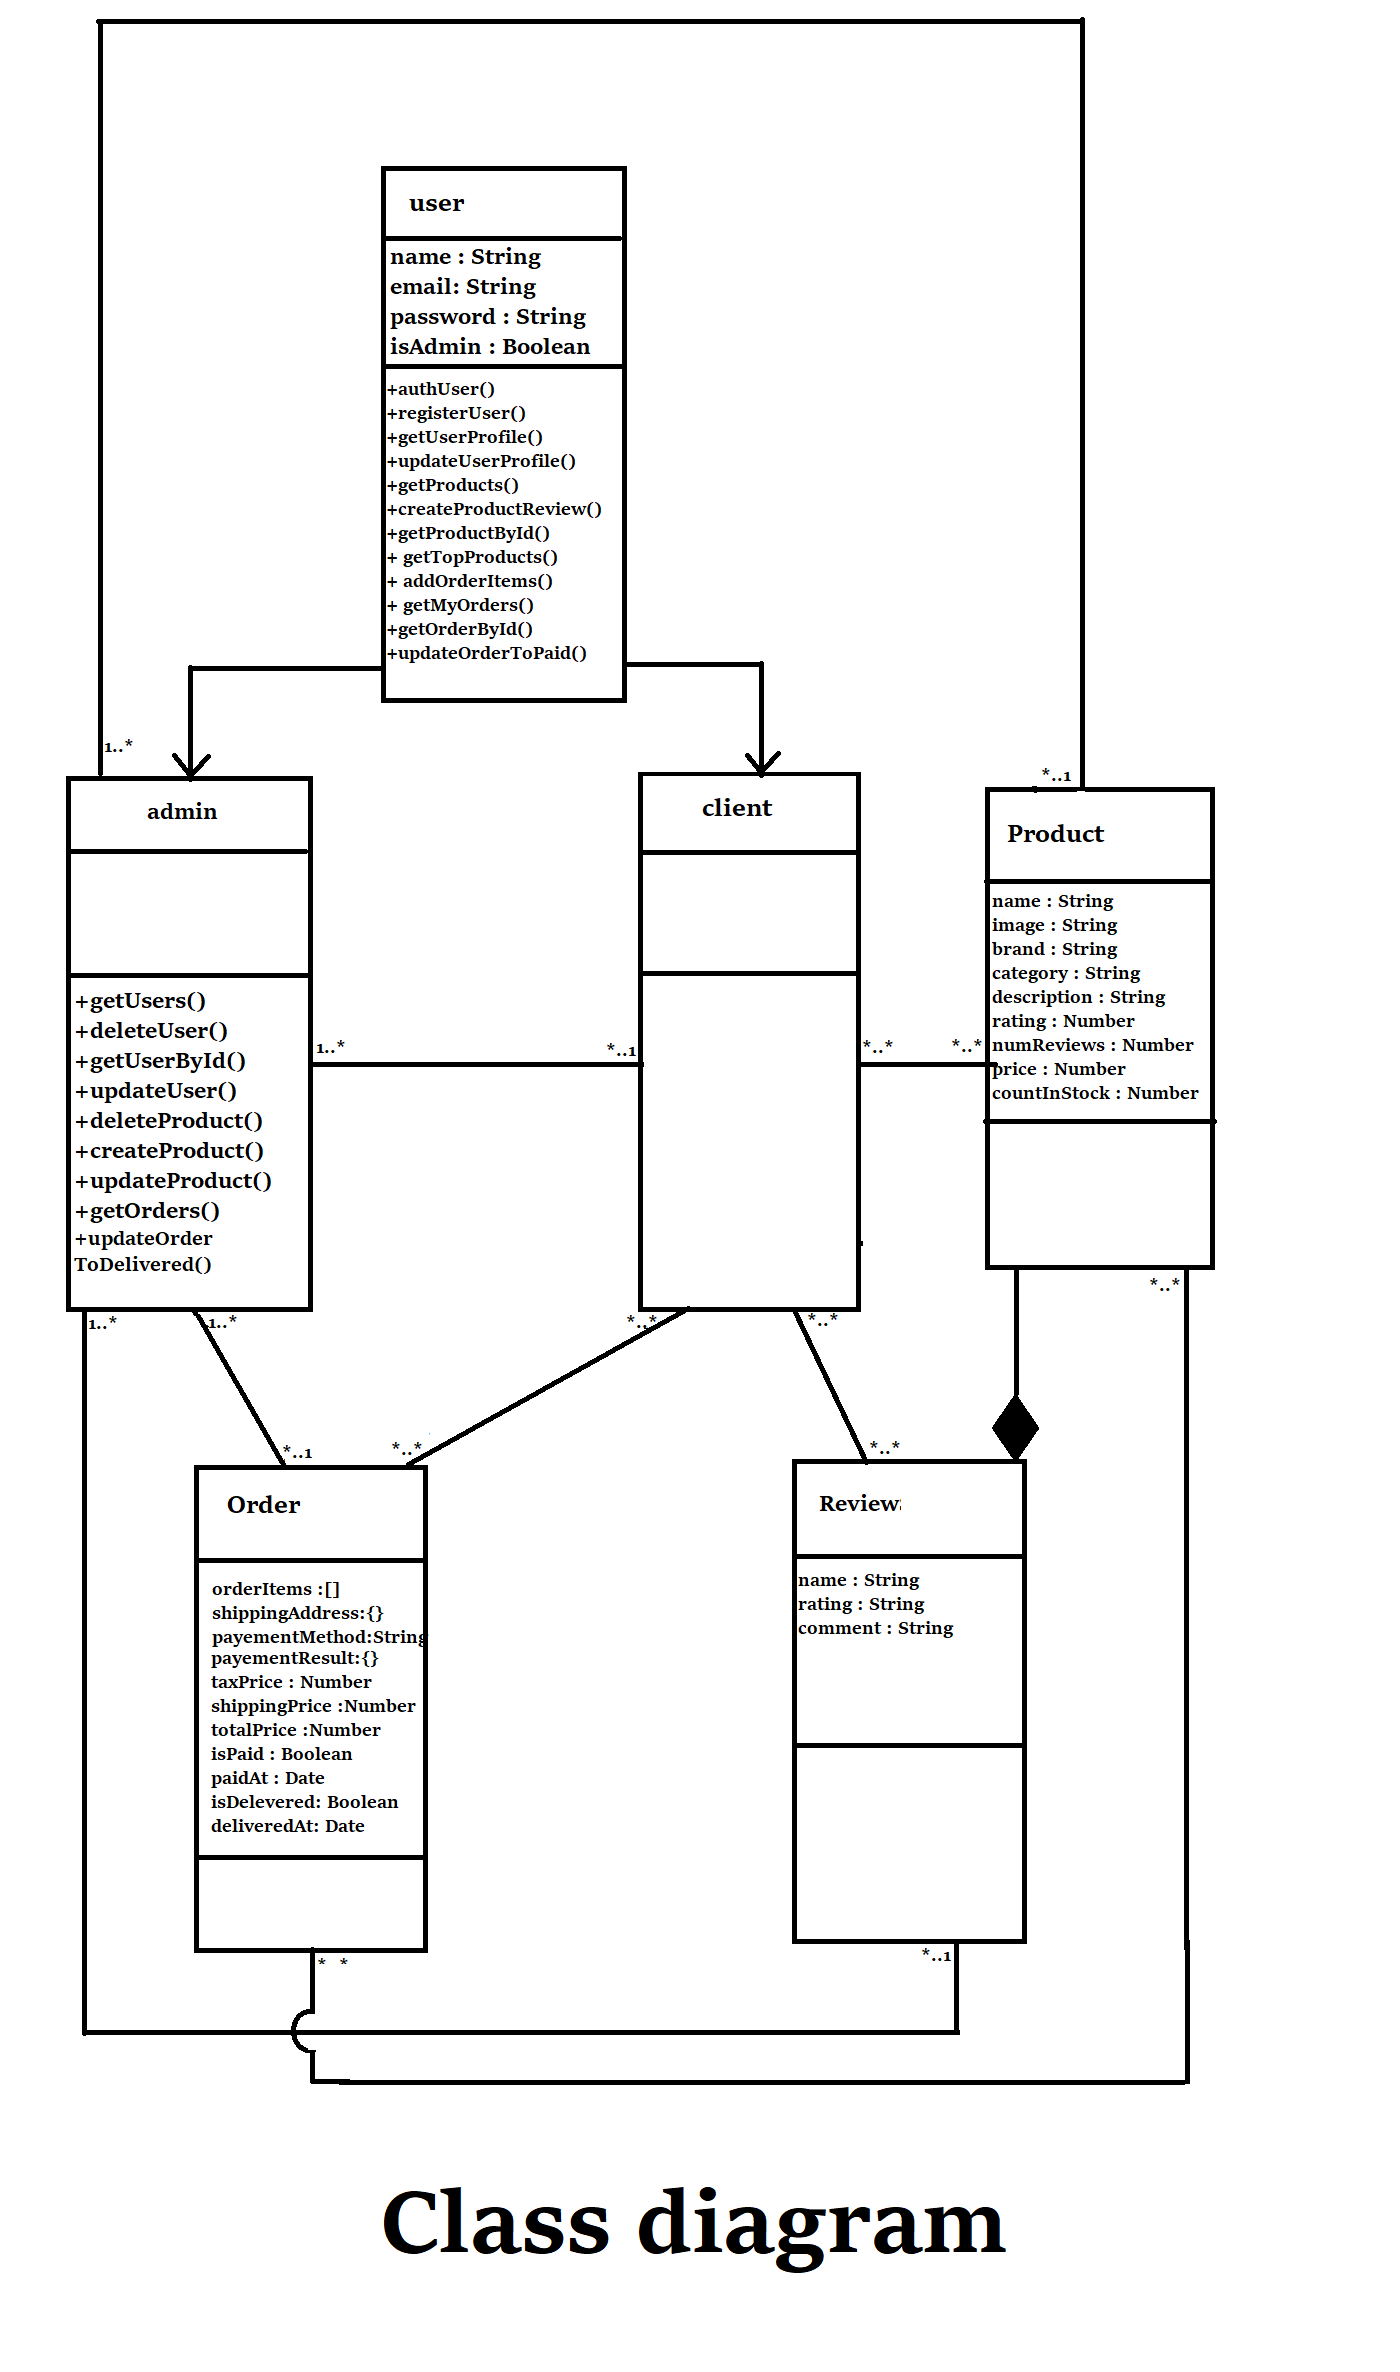 user
name : String
email: String
password : String
isAdmin : Boolean
+authUser()
+registerUser()
+getUserProfile()
+updateUserProfile()
+getProducts()
+createProductReview()
+getProductById()
+ getTopProducts()
+ addOrderItems()
+ getMyOrders()
+getOrderById()
+updateOrderToPaid()
1..*
*..1
admin
+getUsers()
+deleteUser()
+getUserById()
+updateUser()
+deleteProduct()
+createProduct()
+updateProduct()
+getOrders()
+updateOrder
ToDelivered()
1..*
*..1
client
*..*
*..*
Product
name : String
image : String
brand : String
category : String
description : String
rating : Number
numReviews : Number
price : Number
countInStock : Number
1..*
1..*
*..*
*..*
*..*
*..1
*..*
*..*
Order
orderItems :[]
shippingAddress:{}
payementMethod:String
payementResult:{}
taxPrice : Number
shippingPrice :Number
totalPrice :Number
isPaid : Boolean
paidAt : Date
isDelevered: Boolean
deliveredAt: Date
* *
Reviews
name : String
rating : String
comment : String
*..1
Class diagram